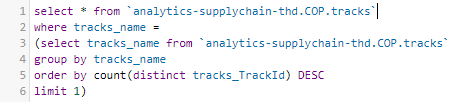 1 select * from `analytics-supplychain-thd.COP.tracks`
2 where tracks_name =
3 (select tracks_name from `analytics-supplychain-thd.COP.tracks`
4 group by tracks_name
5 order by count(distinct tracks_TrackId) DESC
6 limit 1)